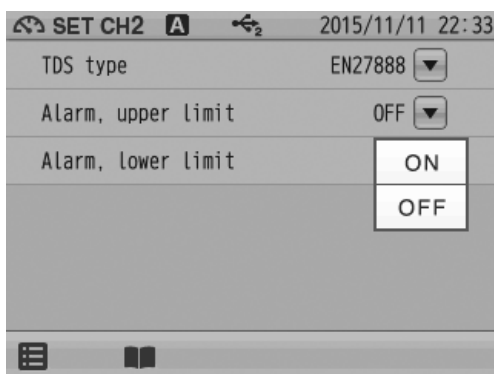 SET CH2 A 2 2015/11/11 22:33
TDS type EN27888
Alarm, upper limit OFF
Alarm, lower limit ON
OFF